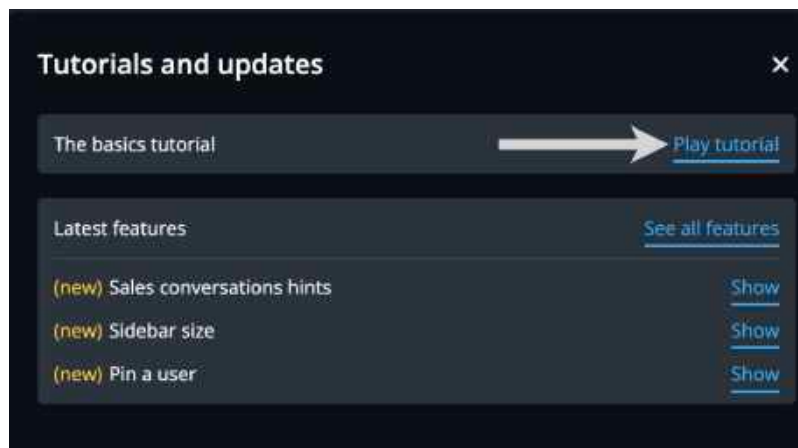 Tutorials and updates
The basics tutorial Play tutorial
Latest features See all features
(new) Sales conversations hints Show
(new) Sidebar size Show
(new) Pin a user Show